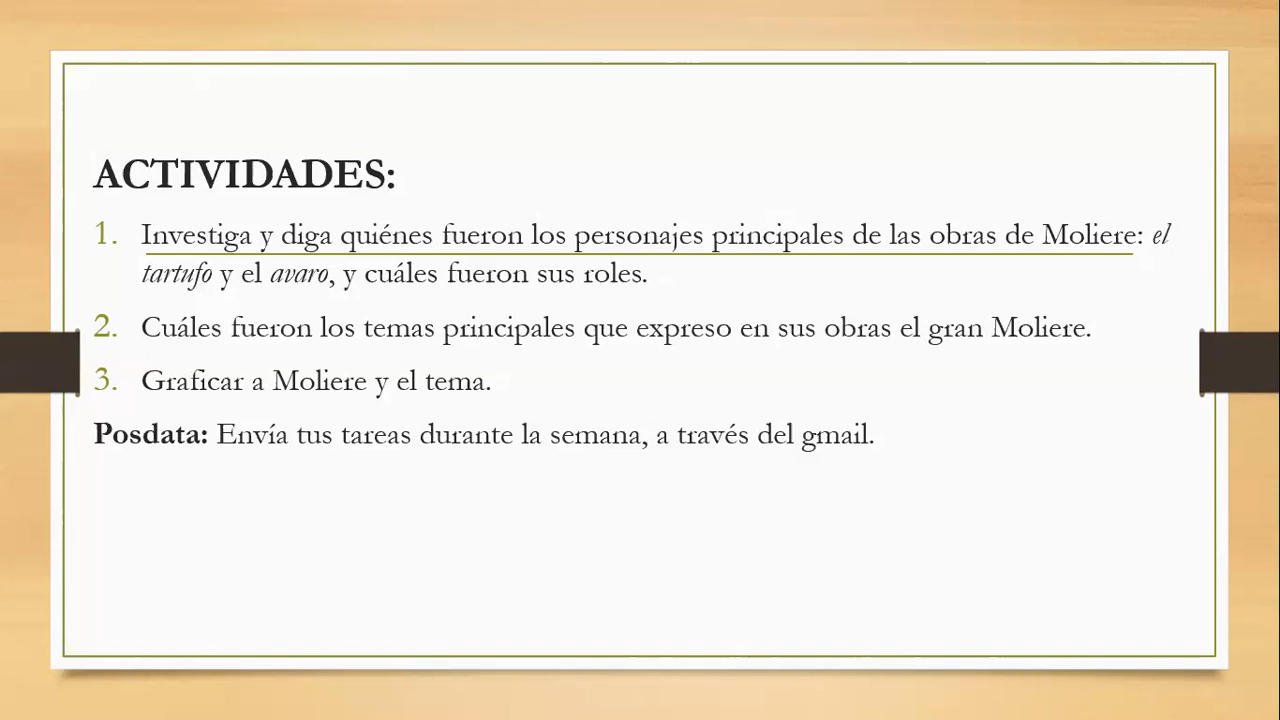 ACTIVIDADES:
1. Investiga y diga quiénes fueron los personajes principales de las obras de Moliere: el
tartufo y el avaro, y cuáles fueron sus roles.
2. Cuáles fueron los temas principales que expreso en sus obras el gran Moliere.
3. Graficar a Moliere y el tema.
Posdata: Envía tus tareas durante la semana, a través del gmail.